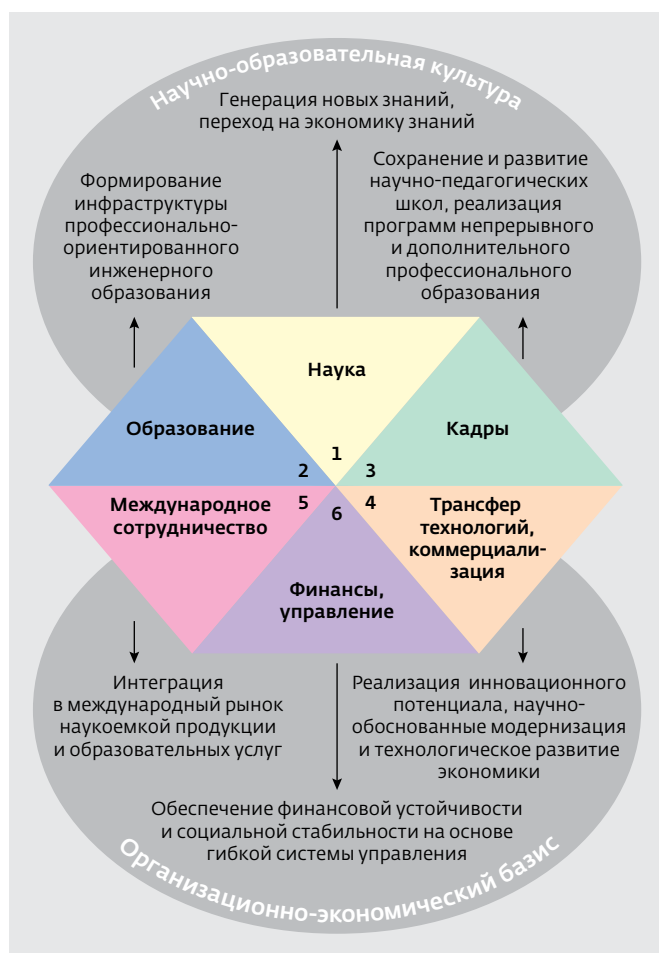 Научно-образовательная культура
Генерация новых знаний,
переход на экономику знаний
Формирование
инфраструктуры
профессионально-
ориентированного
инженерного
образования
Сохранение и развитие
научно-педагогических
школ, реализация
программ непрерывного
и дополнительного
профессионального
образования
Наука
1
Образование
2
Кадры
3
Международное
сотрудничество
5
Финансы,
управление
6
Трансфер
технологий,
коммерциали-
зация
4
Интеграция
в международный рынок
наукоемкой продукции
и образовательных услуг
Реализация инновационного
потенциала, научно-
обоснованные модернизация
и технологическое развитие
экономики
Обеспечение финансовой устойчивости
и социальной стабильности на основе
гибкой системы управления
Организационно-экономический базис